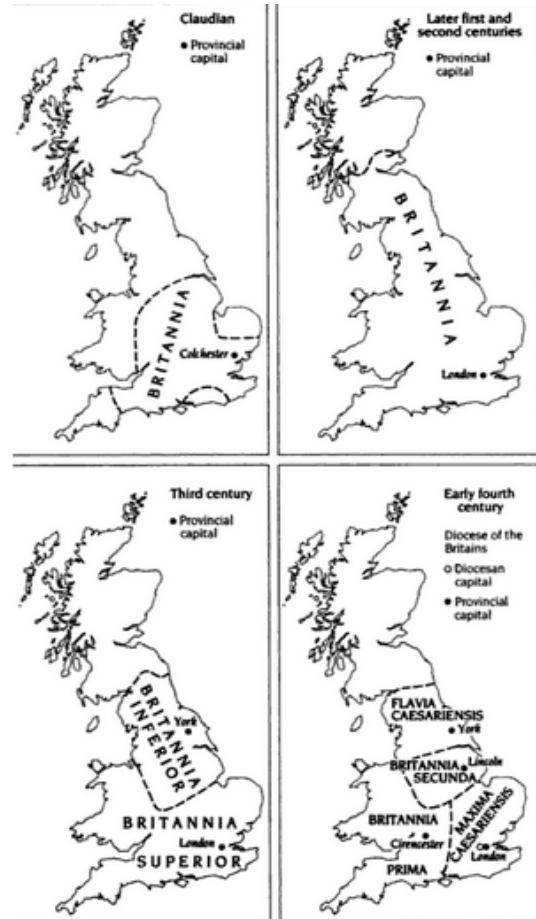 Claudian
● Provincial
capital
BRITANNIA
Colchester
Later first and
second centuries
● Provincial
capital
BRITANNIA
London
Third century
● Provincial
capital
BRITANNIA
INFERIOR
York
BRITANNIA
London
SUPERIOR
Early fourth
century
Diocese of the
Britains
○ Diocesan
capital
● Provincial
capital
FLAVIA
CAESARIENSIS
York
BRITANNIA
SECUNDA
Lincoln
BRITANNIA
Cirencester
PRIMA
MAXIMA
CAESARIENSIS
London